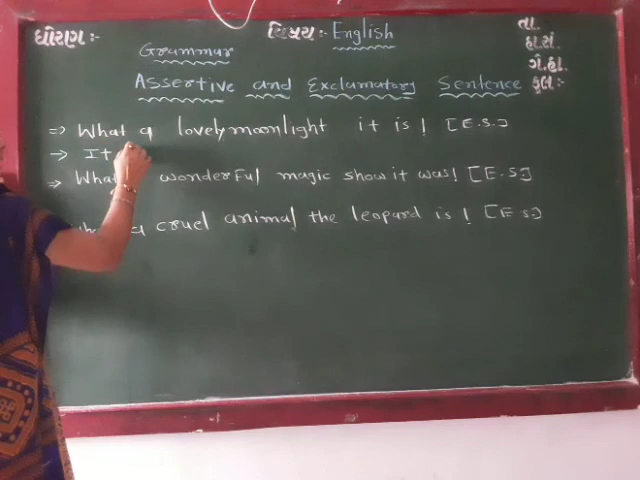 ધોરણ :- વિષય :- English તા.
હા.સં.
ગે.હા.
કુલ :-
Grammar
Assertive and Exclamatory Sentence
⇒ What a lovely moonlight it is ! [E.S.]
→ It
⇒ What wonderful magic show it was! [E.S]
a cruel animal the leopard is ! [E S]